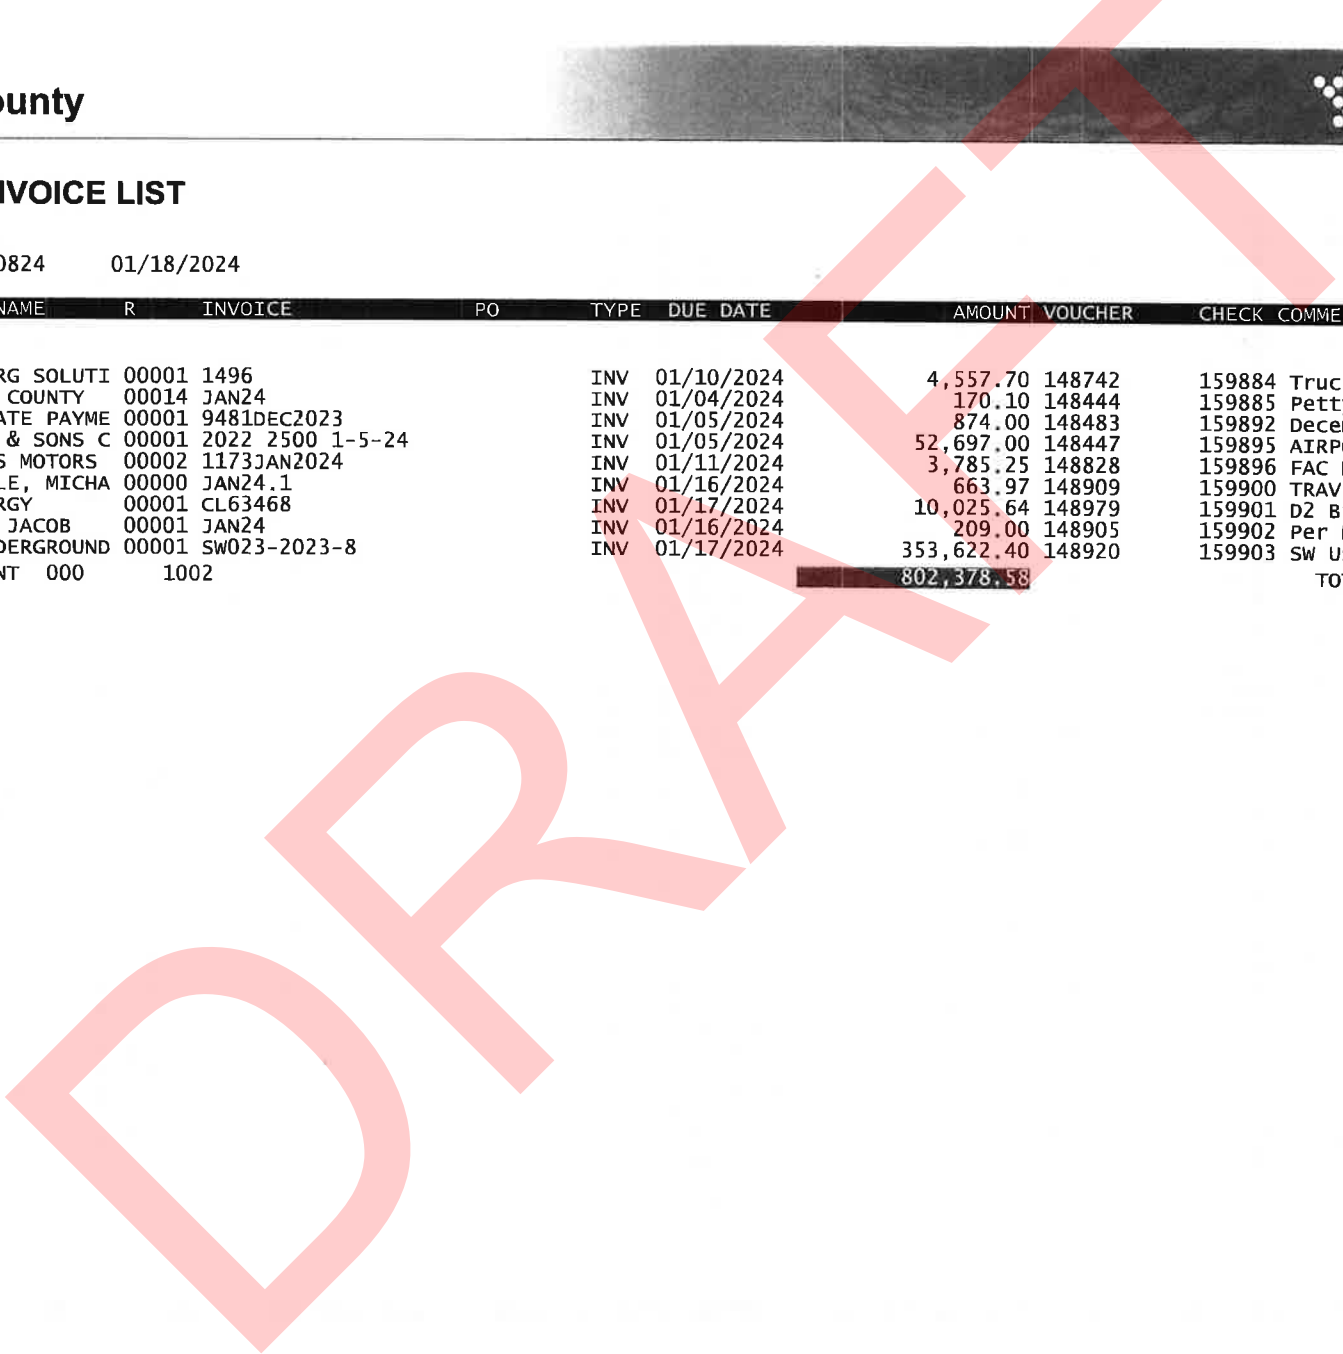 ounty
NVOICE LIST
0824 01/18/2024
NAME R INVOICE PO TYPE DUE DATE AMOUNT VOUCHER CHECK COMME
RG SOLUTI 00001 1496 INV 01/10/2024 4,557.70 148742 159884 Truc
COUNTY 00014 JAN24 INV 01/04/2024 170.10 148444 159885 Pett
ATE PAYME 00001 9481DEC2023 INV 01/05/2024 874.00 148483 159892 Decem
& SONS C 00001 2022 2500 1-5-24 INV 01/05/2024 52,697.00 148447 159895 AIRPO
S MOTORS 00002 1173JAN2024 INV 01/11/2024 3,785.25 148828 159896 FAC
LE, MICHA 00000 JAN24.1 INV 01/16/2024 663.97 148909 159900 TRAV
RGY 00001 CL63468 INV 01/17/2024 10,025.64 148979 159901 D2 B
JACOB 00001 JAN24 INV 01/16/2024 209.00 148905 159902 Per
DERGROUND 00001 SW023-2023-8 INV 01/17/2024 353,622.40 148920 159903 SW U
NT 000 1002 802,378.58 TO
DRAFT